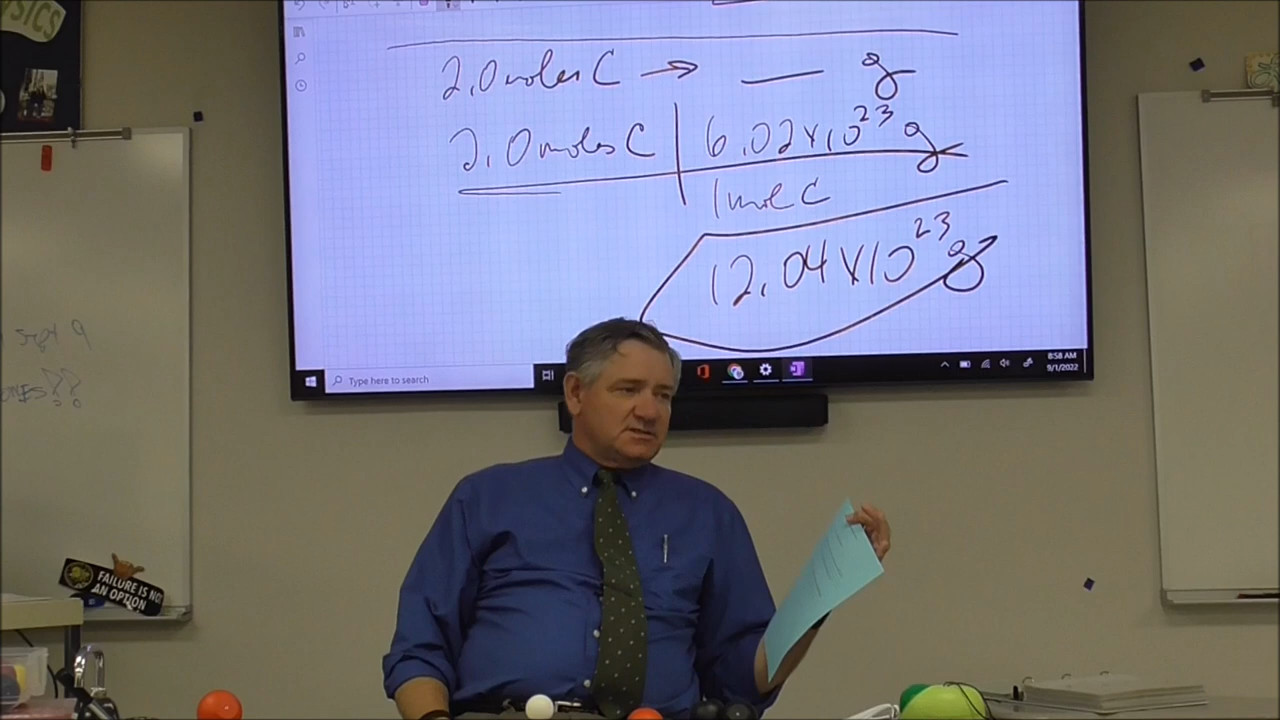 2.0 moles C → ___ g
2.0 moles C | 6.02 x 10²³ g
1 mol C
12.04 x 10²³ g
Type here to search
8:58 AM
9/1/2022
FAILURE IS NOT
AN OPTION